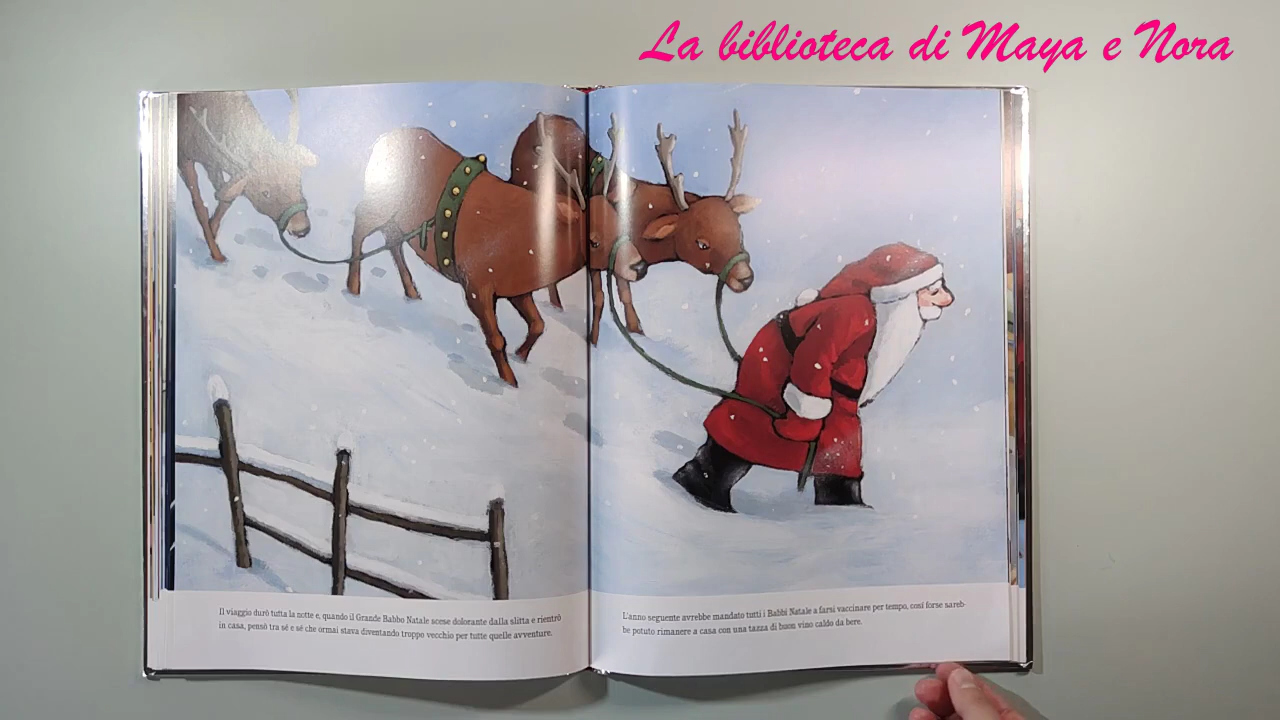 La biblioteca di Maya e Nora
Il viaggio durò tutta la notte e, quando il Grande Babbo Natale scese dolorante dalla slitta e rientrò
in casa, pensò tra sé e sé che ormai stava diventando troppo vecchio per tutte quelle avventure.
L'anno seguente avrebbe mandato tutti i Babbi Natale a farsi vaccinare per tempo, così forse sareb-
be potuto rimanere a casa con una tazza di buon vino caldo da bere.